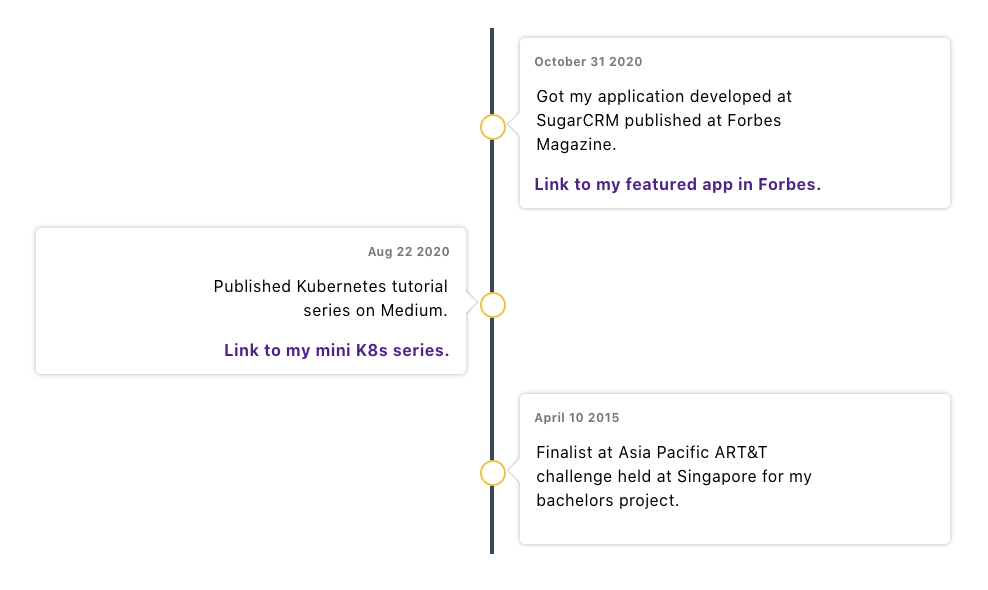 October 31 2020
Got my application developed at
SugarCRM published at Forbes
Magazine.
Link to my featured app in Forbes.
Aug 22 2020
Published Kubernetes tutorial
series on Medium.
Link to my mini K8s series.
April 10 2015
Finalist at Asia Pacific ART&T
challenge held at Singapore for my
bachelors project.